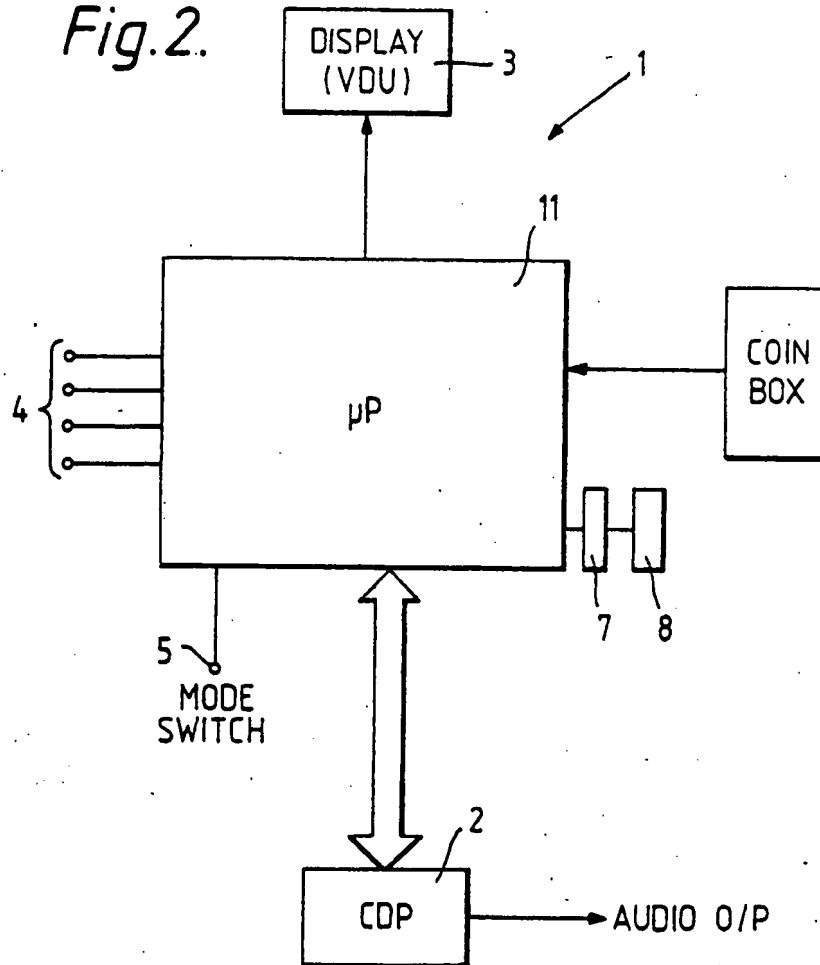 Fig.2.
DISPLAY
(VDU)
3
1
11
COIN
BOX
4
µP
7
8
5
MODE
SWITCH
2
CDP
AUDIO O/P